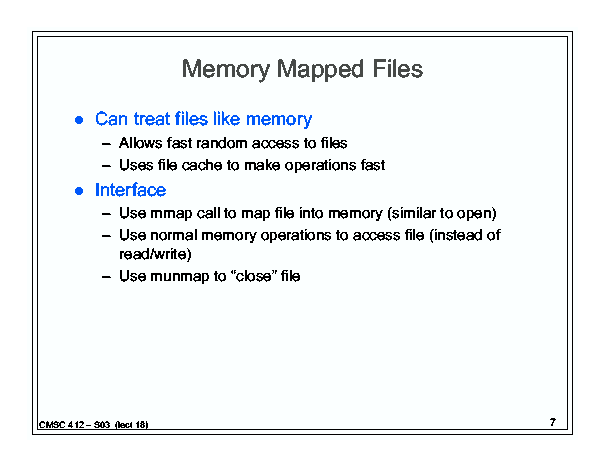 Memory Mapped Files
● Can treat files like memory
– Allows fast random access to files
– Uses file cache to make operations fast
● Interface
– Use mmap call to map file into memory (similar to open)
– Use normal memory operations to access file (instead of
read/write)
– Use munmap to “close” file
CMSC 412 – S03 (lect 18)
7